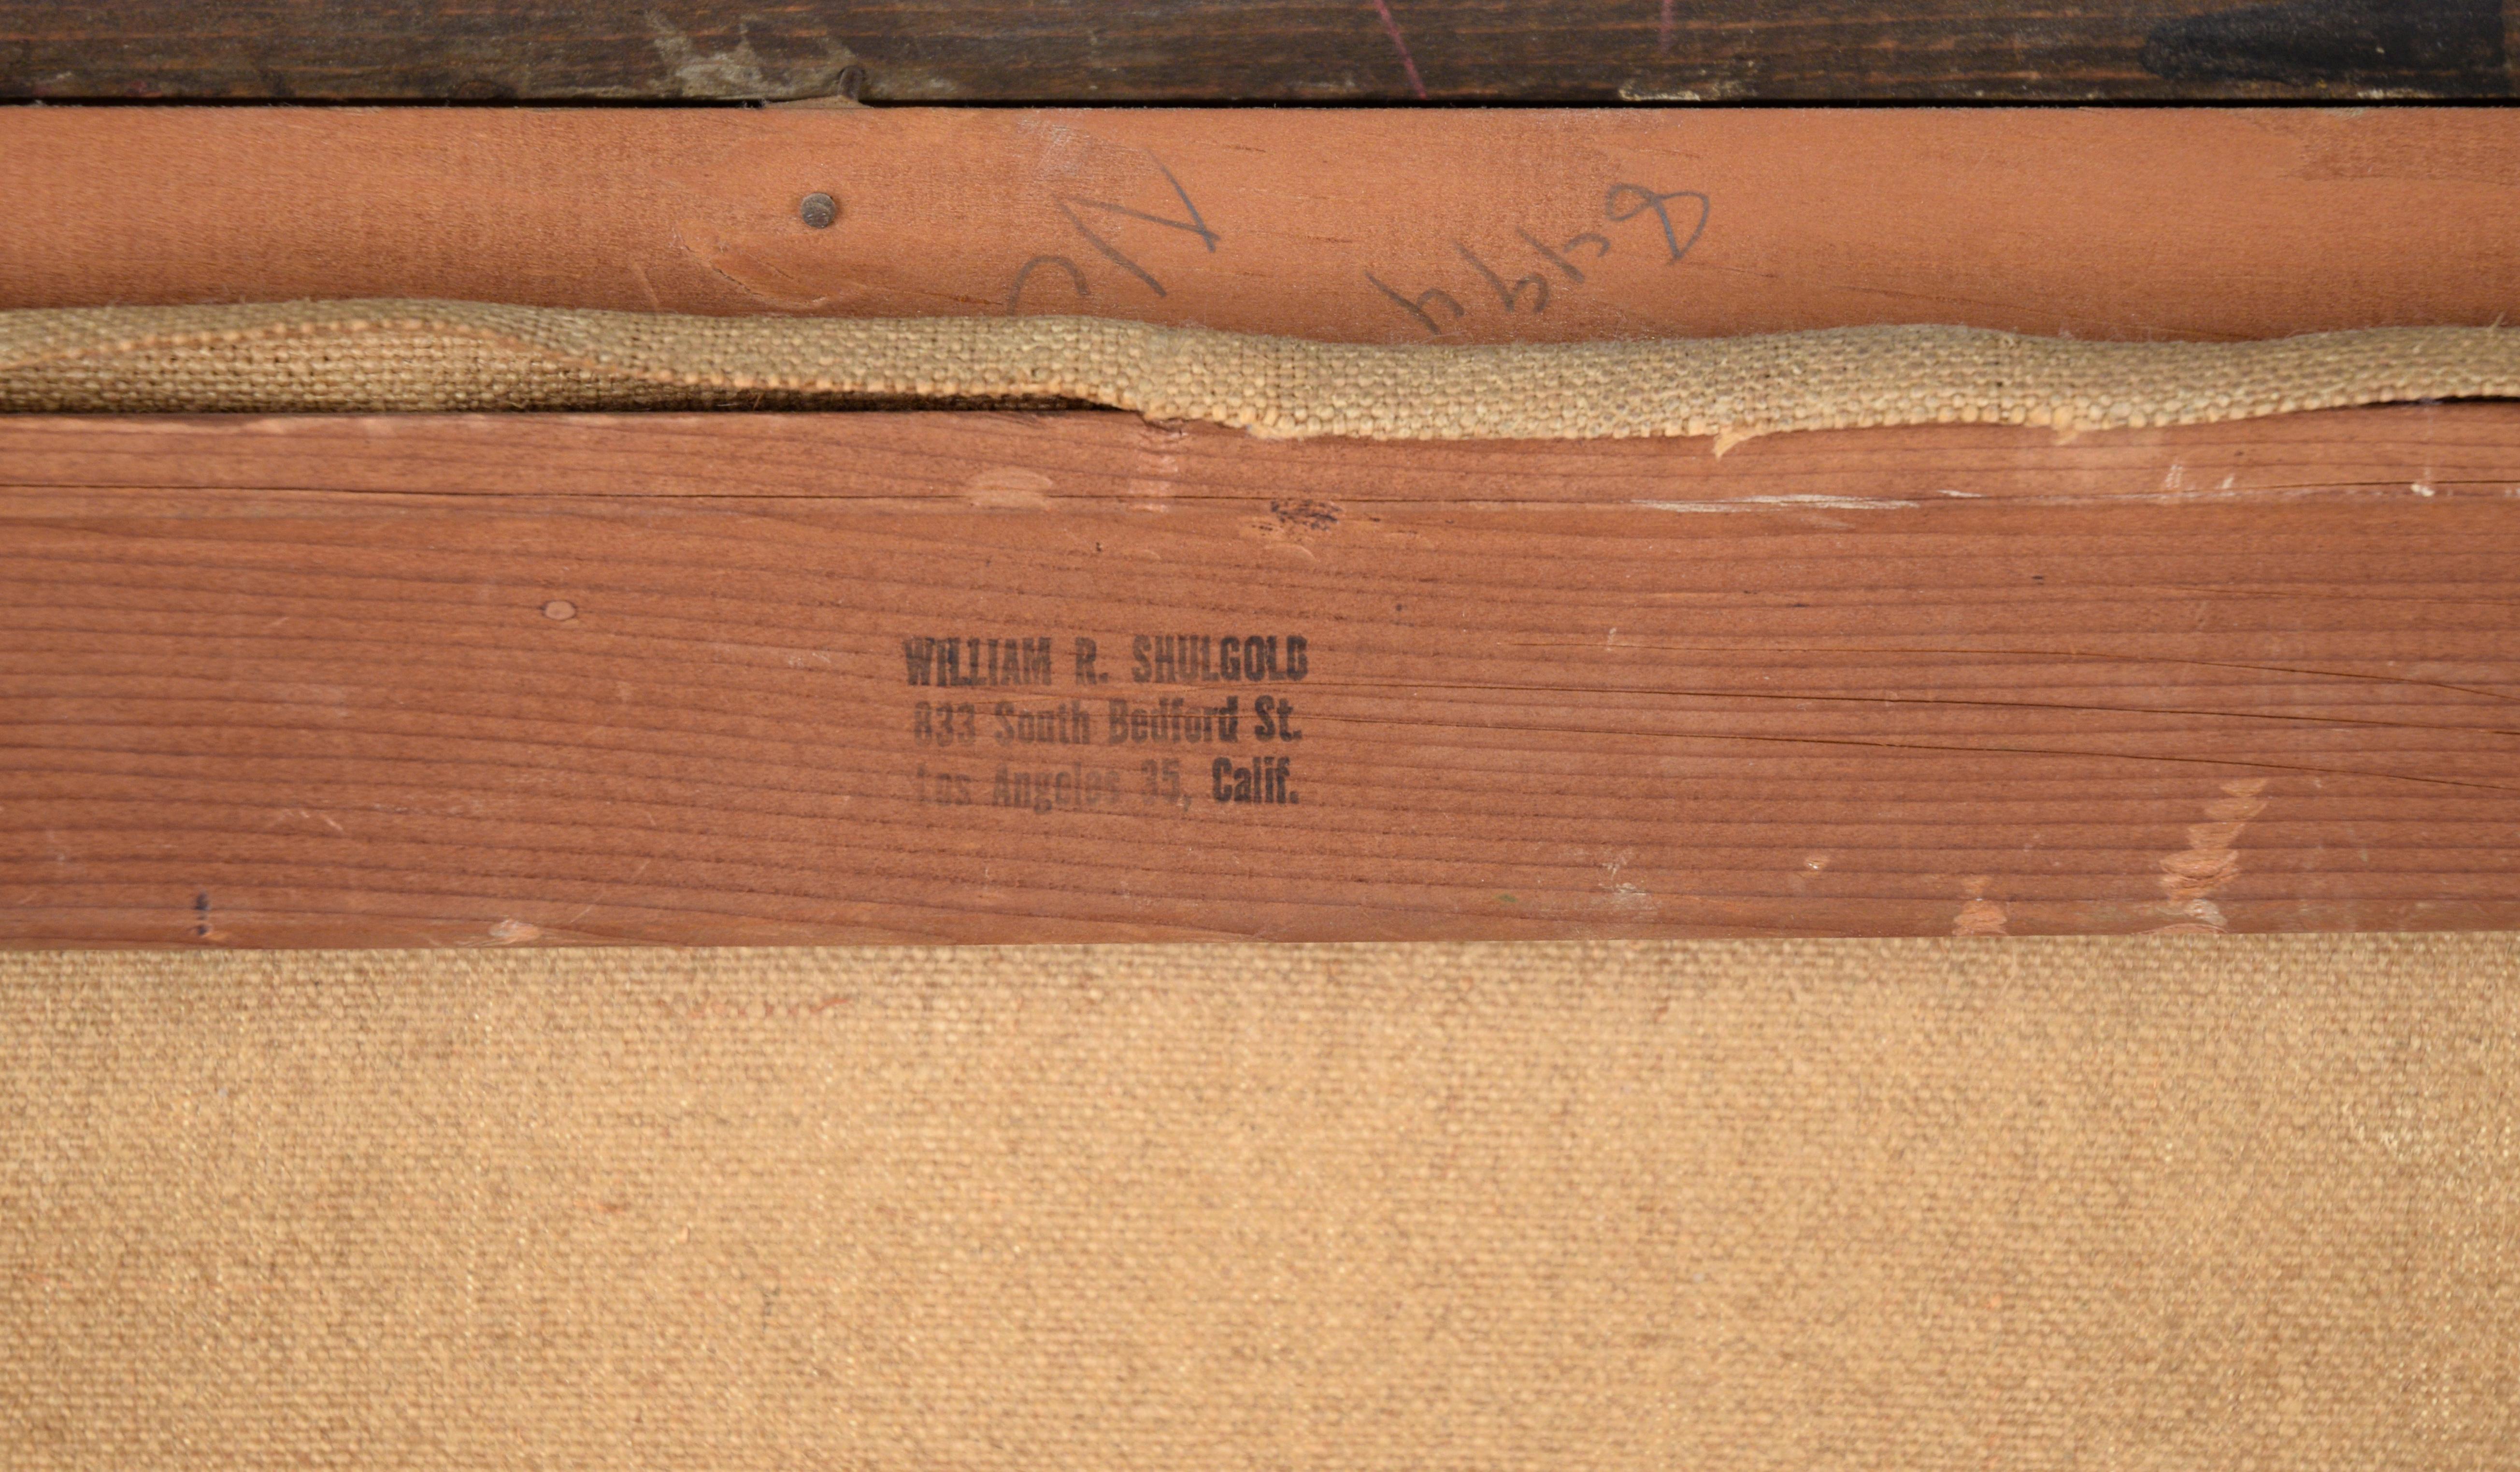 WILLIAM R. SHULGOLD
833 South Bedford St.
Los Angeles 35, Calif.